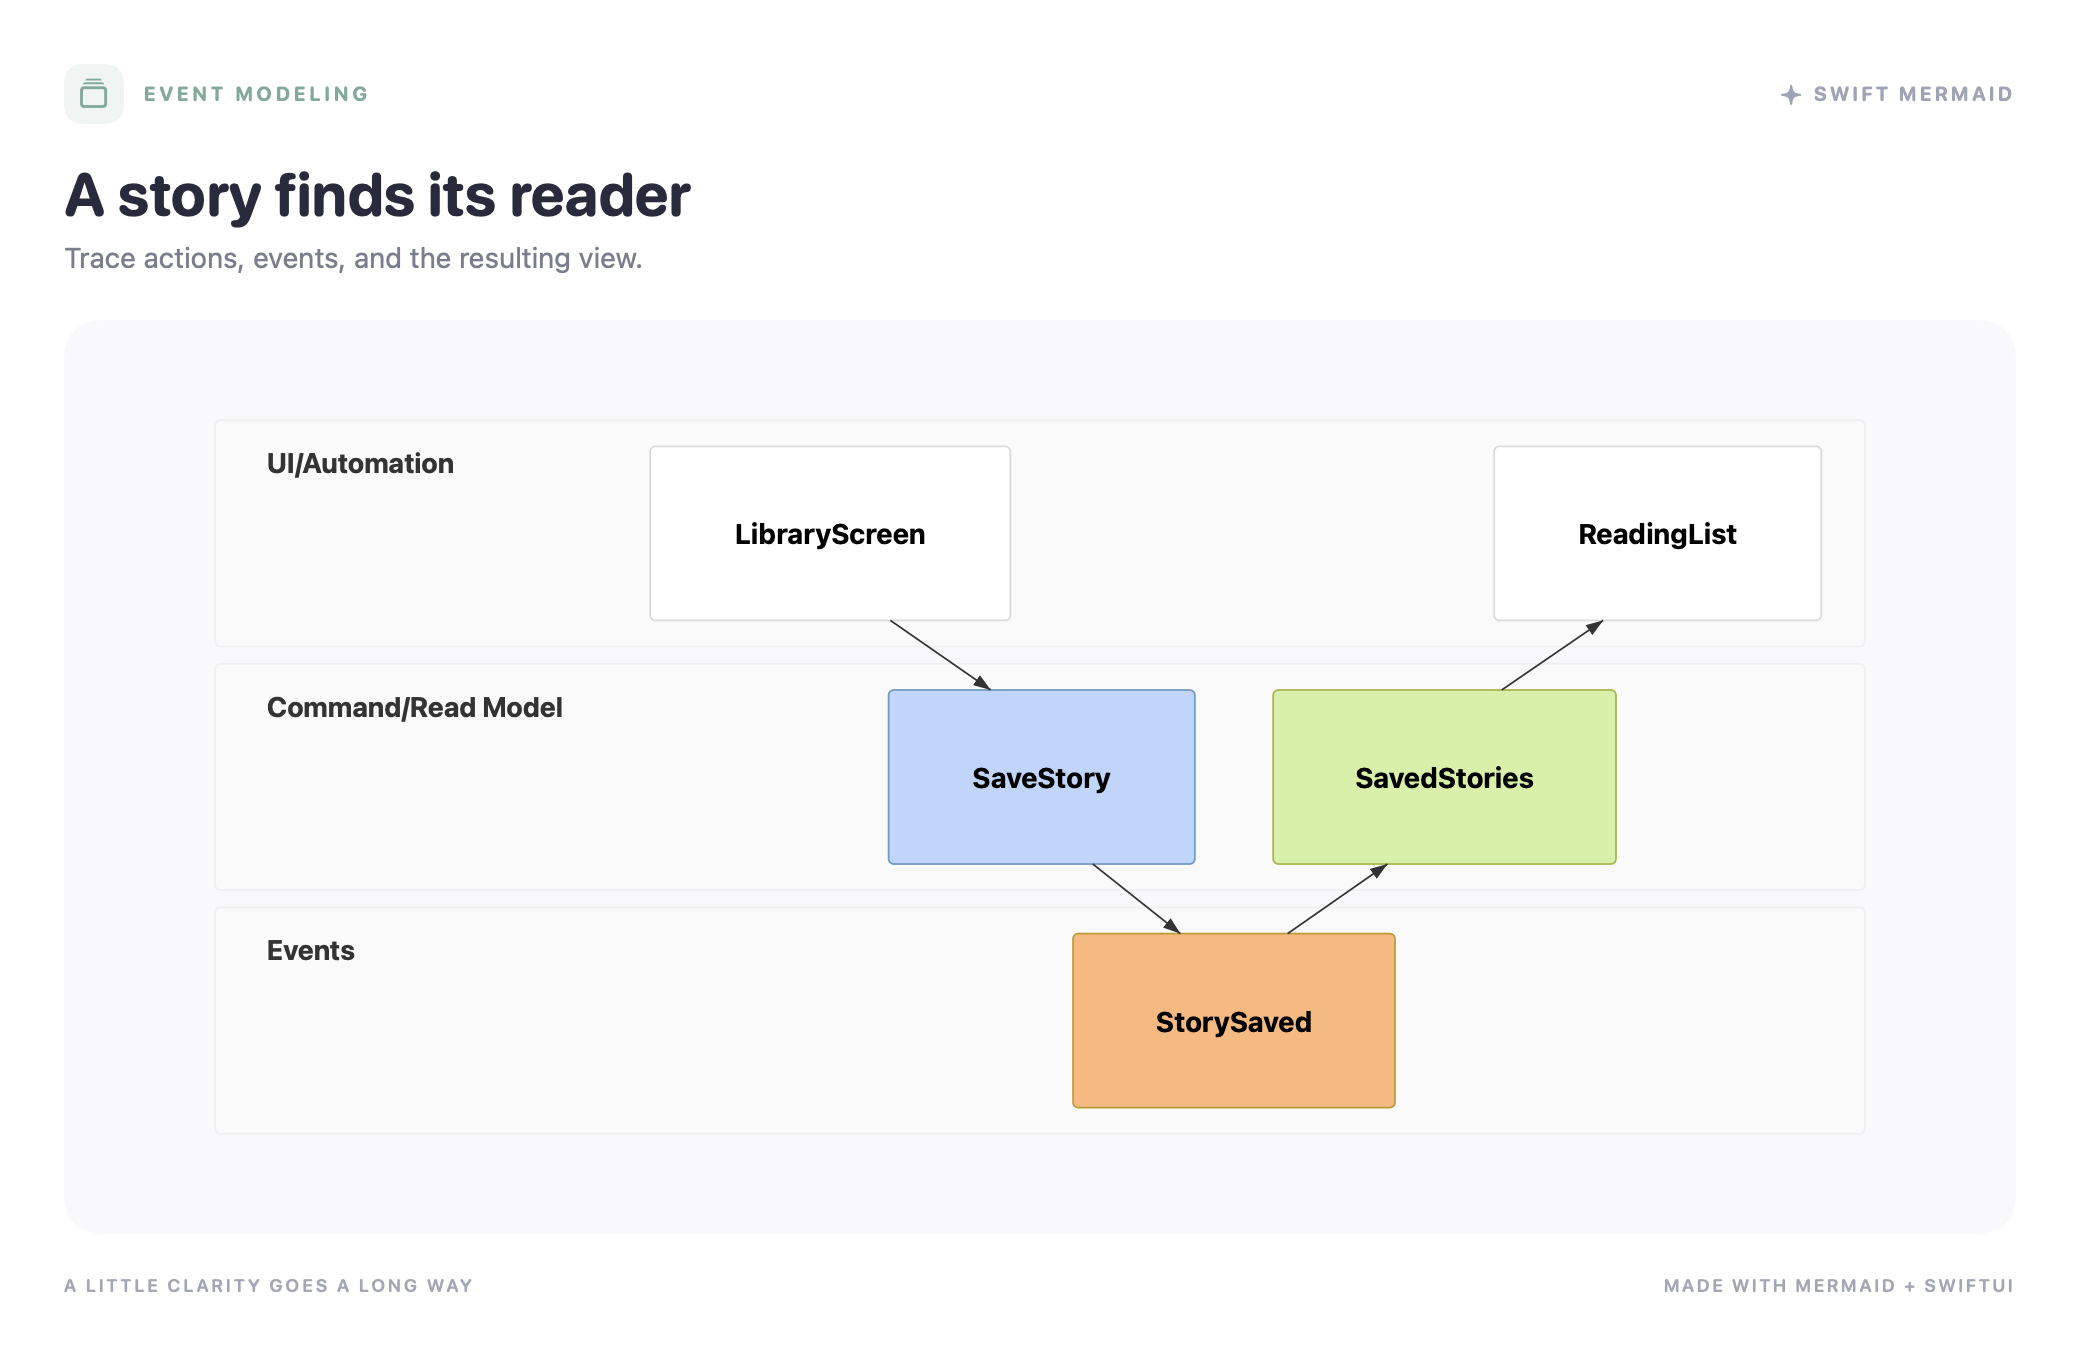 EVENT MODELING
SWIFT MERMAID
A story finds its reader
Trace actions, events, and the resulting view.
UI/Automation
LibraryScreen
ReadingList
Command/Read Model
SaveStory
SavedStories
Events
StorySaved
A LITTLE CLARITY GOES A LONG WAY
MADE WITH MERMAID + SWIFTUI